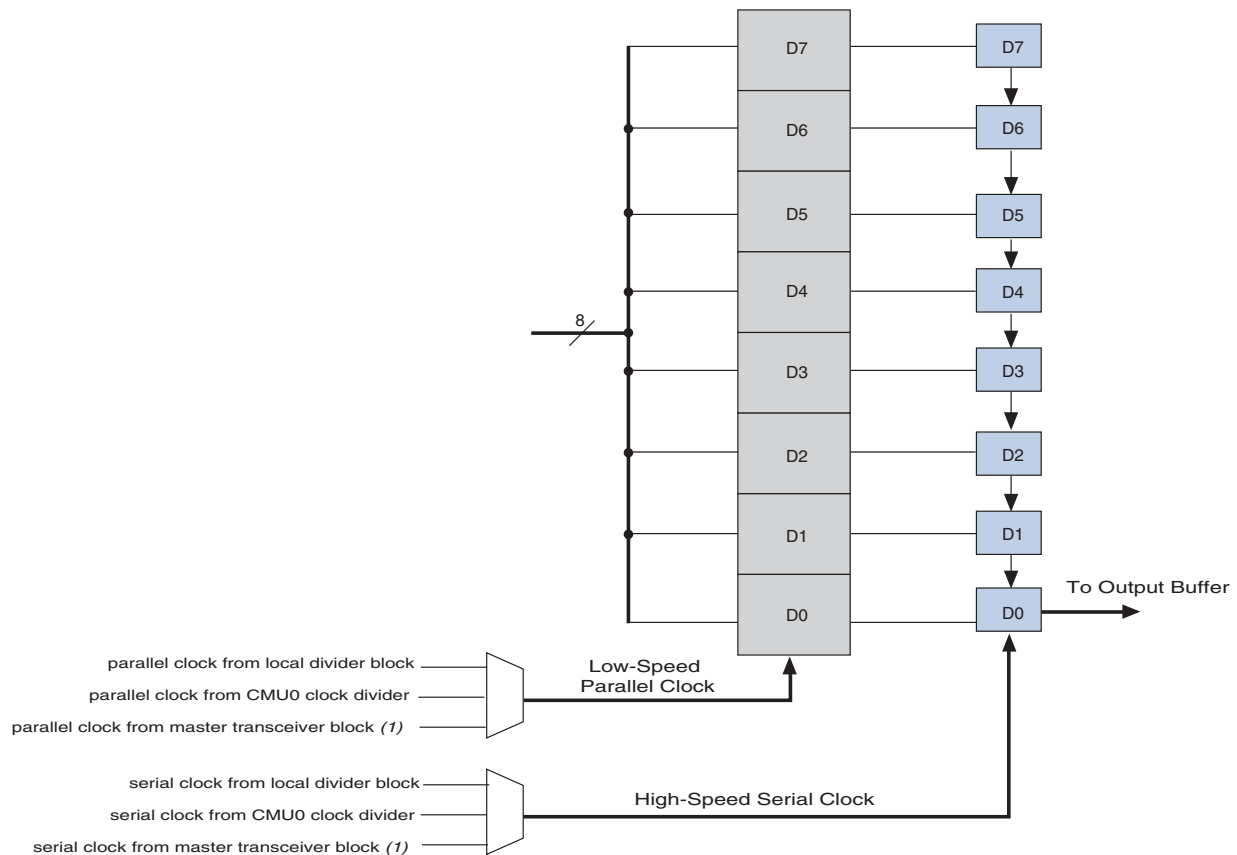 D7 D7
D6 D6
D5 D5
D4 D4
8
D3 D3
D2 D2
D1 D1
D0 D0
To Output Buffer
parallel clock from local divider block
parallel clock from CMU0 clock divider
parallel clock from master transceiver block (1)
Low-Speed
Parallel Clock
serial clock from local divider block
serial clock from CMU0 clock divider
serial clock from master transceiver block (1)
High-Speed Serial Clock